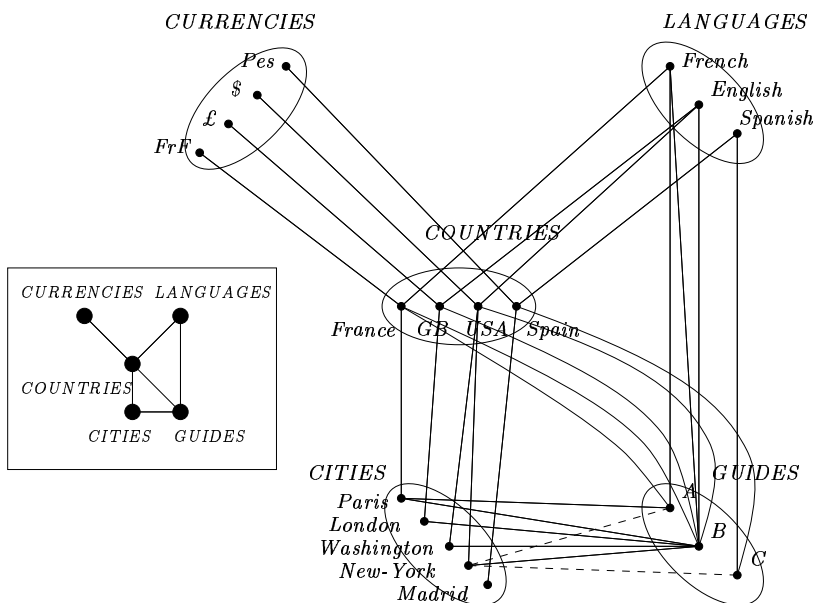 CURRENCIES
LANGUAGES
Pes
$
£
FrF
French
English
Spanish
COUNTRIES
France
GB
USA
Spain
CURRENCIES
LANGUAGES
COUNTRIES
CITIES
GUIDES
CITIES
GUIDES
Paris
London
Washington
New-York
Madrid
A
B
C